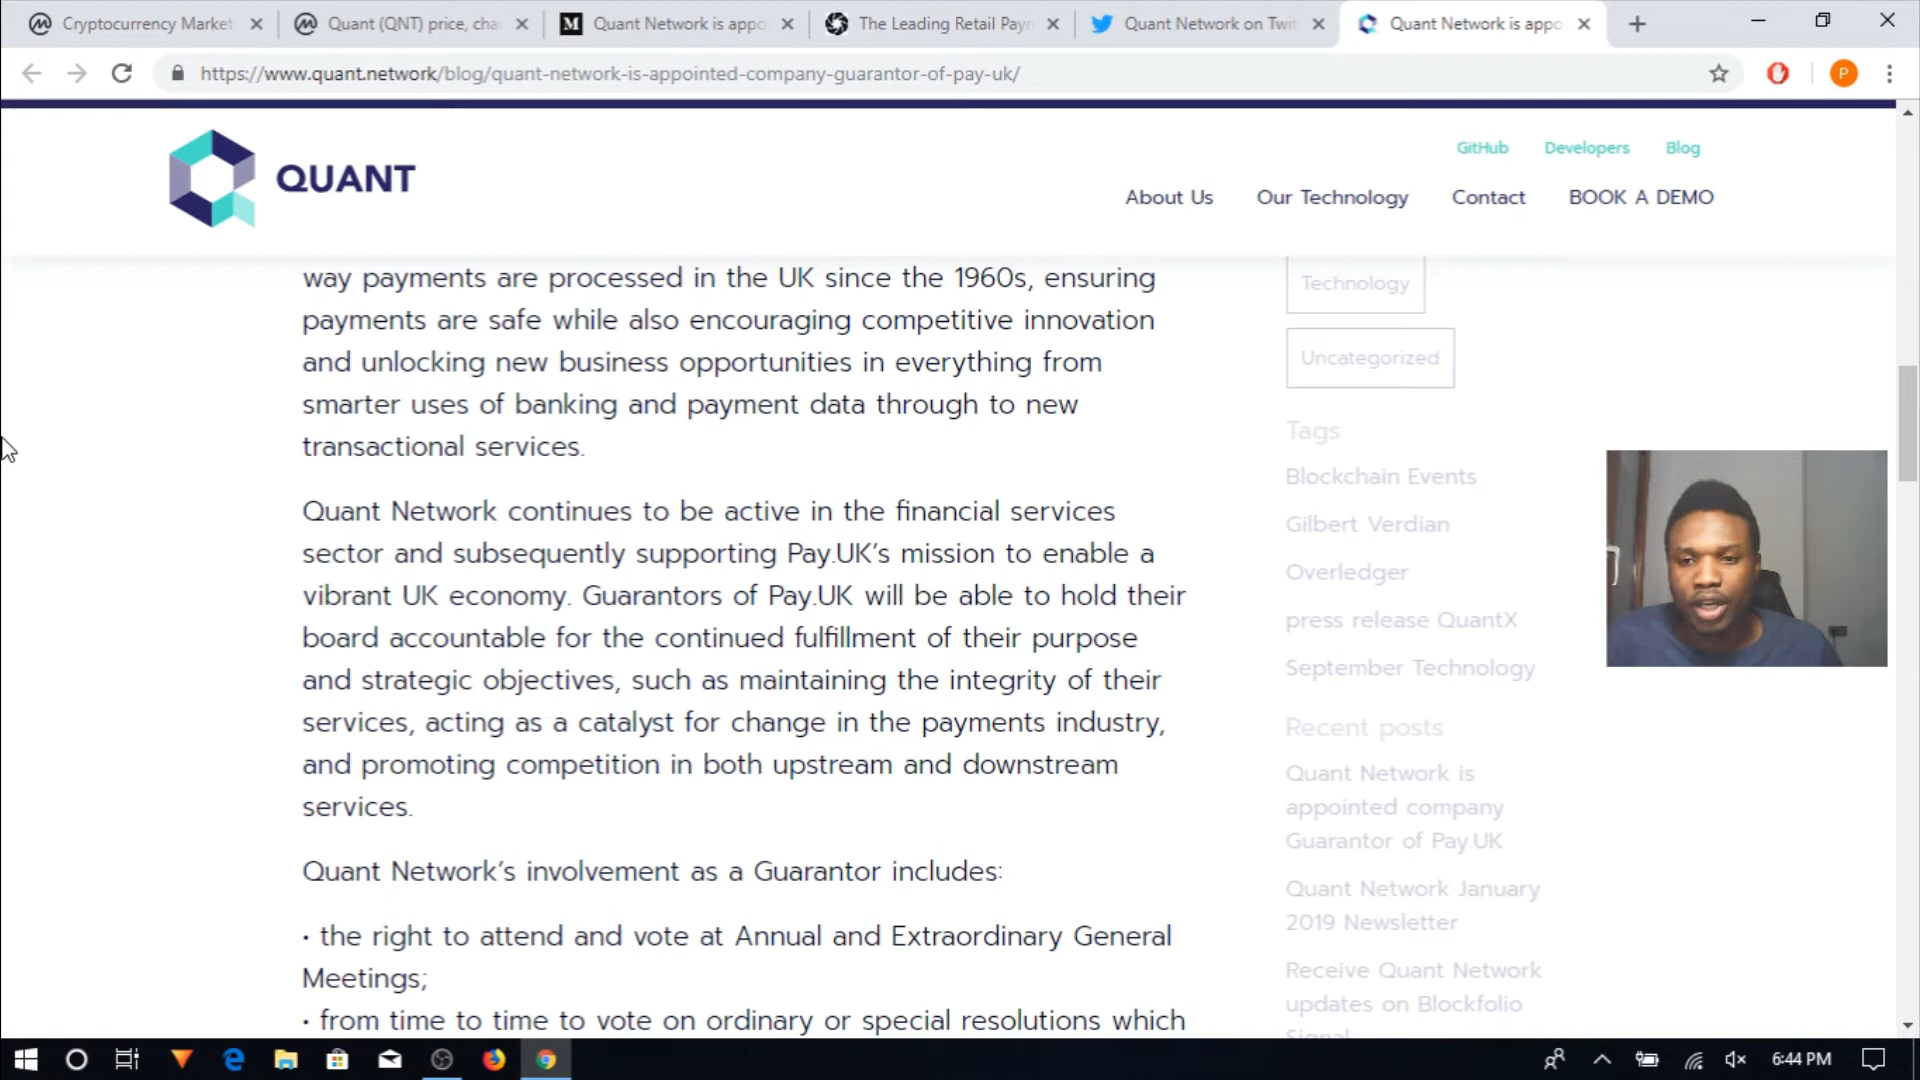 Cryptocurrency Market
Quant (QNT) price, cha
Quant Network is appo
The Leading Retail Payn
Quant Network on Twit
Quant Network is appo
https://www.quant.network/blog/quant-network-is-appointed-company-guarantor-of-pay-uk/
P
QUANT
GitHub
Developers
Blog
About Us
Our Technology
Contact
BOOK A DEMO
way payments are processed in the UK since the 1960s, ensuring
payments are safe while also encouraging competitive innovation
and unlocking new business opportunities in everything from
smarter uses of banking and payment data through to new
transactional services.
Quant Network continues to be active in the financial services
sector and subsequently supporting Pay.UK's mission to enable a
vibrant UK economy. Guarantors of Pay.UK will be able to hold their
board accountable for the continued fulfillment of their purpose
and strategic objectives, such as maintaining the integrity of their
services, acting as a catalyst for change in the payments industry,
and promoting competition in both upstream and downstream
services.
Quant Network's involvement as a Guarantor includes:
• the right to attend and vote at Annual and Extraordinary General
Meetings;
• from time to time to vote on ordinary or special resolutions which
Technology
Uncategorized
Tags
Blockchain Events
Gilbert Verdian
Overledger
press release QuantX
September Technology
Recent posts
Quant Network is
appointed company
Guarantor of Pay.UK
Quant Network January
2019 Newsletter
Receive Quant Network
updates on Blockfolio
Signal
6:44 PM